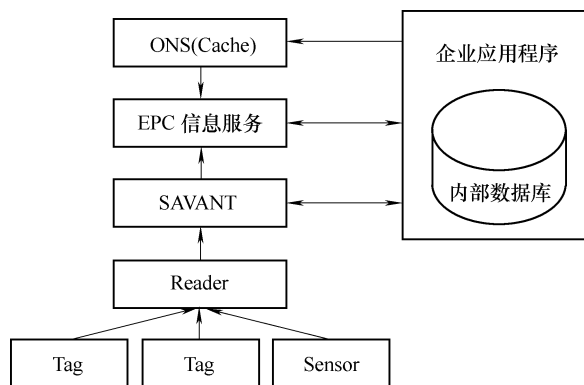 ONS(Cache)
企业应用程序
EPC 信息服务
内部数据库
SAVANT
Reader
Tag
Tag
Sensor